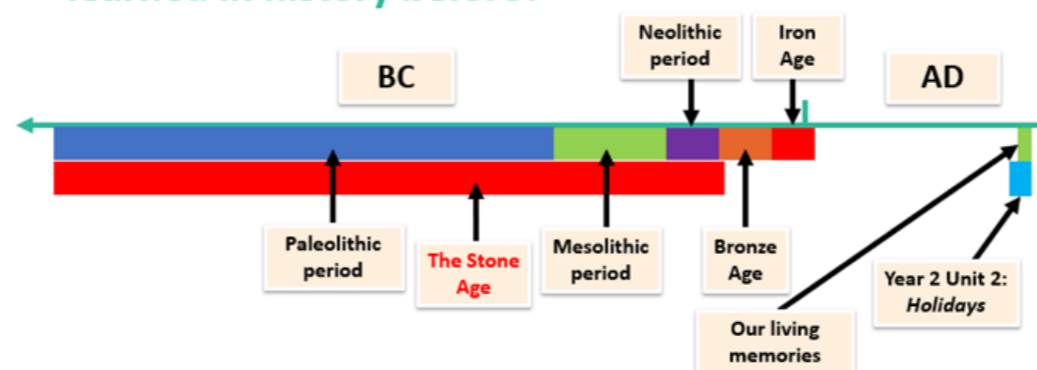 Neolithic
period
Iron
Age
BC
AD
Paleolithic
period
The Stone
Age
Mesolithic
period
Bronze
Age
Year 2 Unit 2:
Holidays
Our living
memories